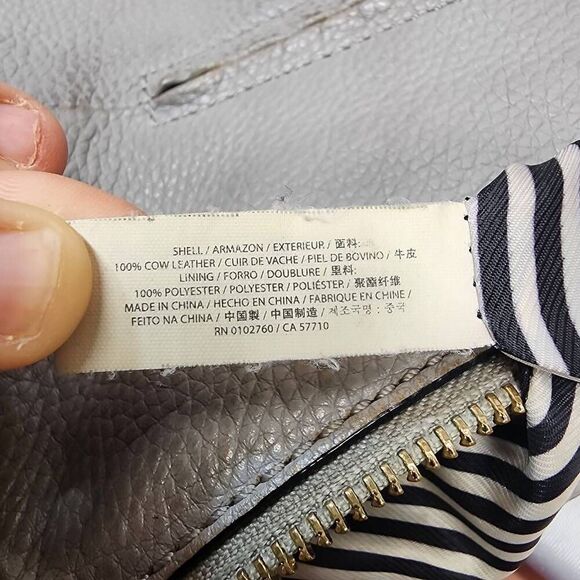 SHELL / ARMAZON / EXTERIEUR / 面料:
100% COW LEATHER / CUIR DE VACHE / PIEL DE BOVINO / 牛皮
LINING / FORRO / DOUBLURE / 里料:
100% POLYESTER / POLYESTER / POLIÉSTER / 聚酯纤维
MADE IN CHINA / HECHO EN CHINA / FABRIQUE EN CHINE /
FEITO NA CHINA / 中国製 / 中国制造 / 제조국명 : 중국
RN 0102760 / CA 57710